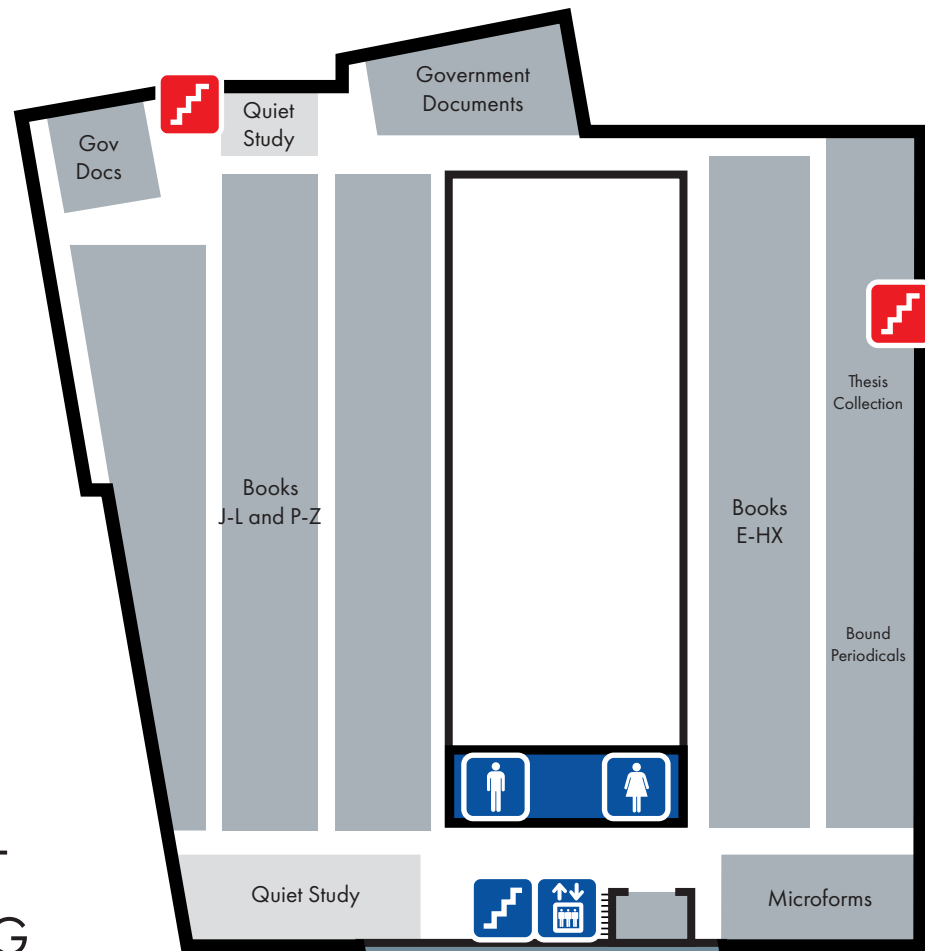 Government
Documents
Quiet
Study
Gov
Docs
Thesis
Collection
Books
J-L and P-Z
Books
E-HX
Bound
Periodicals
Quiet Study
Microforms
G